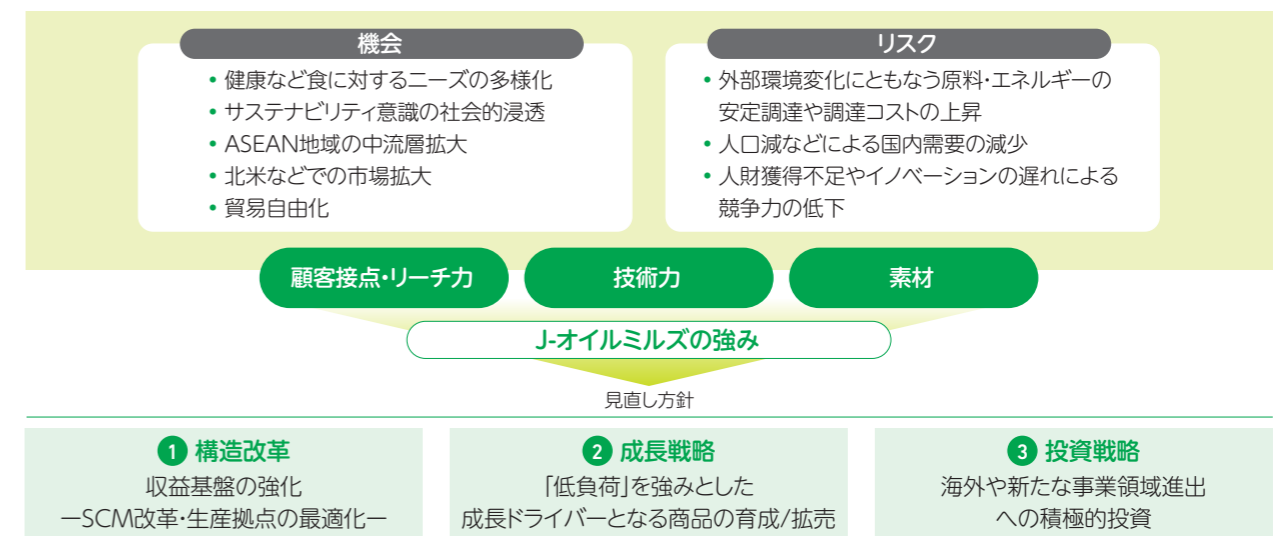 機会
• 健康など食に対するニーズの多様化
• サステナビリティ意識の社会的浸透
• ASEAN地域の中流層拡大
• 北米などでの市場拡大
• 貿易自由化
リスク
• 外部環境変化にともなう原料・エネルギーの
安定調達や調達コストの上昇
• 人口減などによる国内需要の減少
• 人財獲得不足やイノベーションの遅れによる
競争力の低下
顧客接点・リーチ力
技術力
素材
J-オイルミルズの強み
見直し方針
1 構造改革
収益基盤の強化
ーSCM改革・生産拠点の最適化ー
2 成長戦略
「低負荷」を強みとした
成長ドライバーとなる商品の育成/拡売
3 投資戦略
海外や新たな事業領域進出
への積極的投資